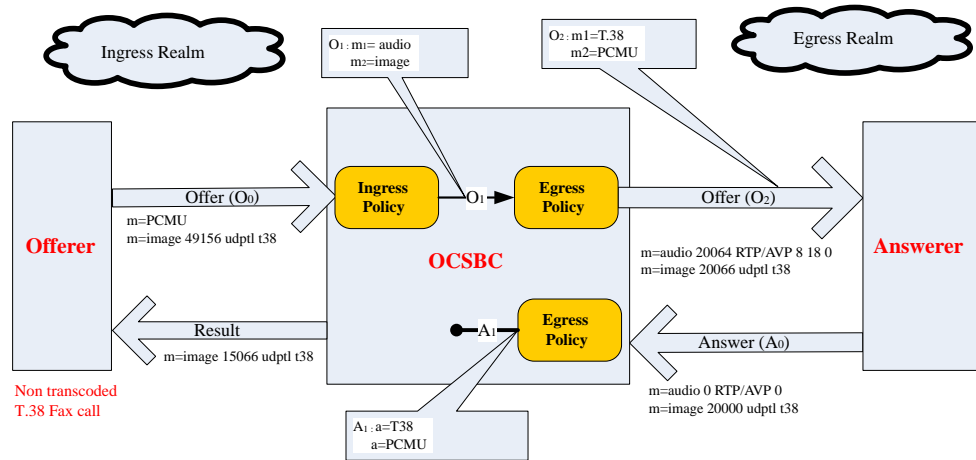 Ingress Realm
O1 : m1= audio
m2=image
O2 : m1=T.38
m2=PCMU
Egress Realm
Offerer
Offer (O0)
m=PCMU
m=image 49156 udptl t38
Ingress
Policy
O1
Egress
Policy
OCSBC
Offer (O2)
m=audio 20064 RTP/AVP 8 18 0
m=image 20066 udptl t38
Answerer
Result
m=image 15066 udptl t38
A1
Egress
Policy
Answer (A0)
m=audio 0 RTP/AVP 0
m=image 20000 udptl t38
Non transcoded
T.38 Fax call
A1 : a=T38
a=PCMU